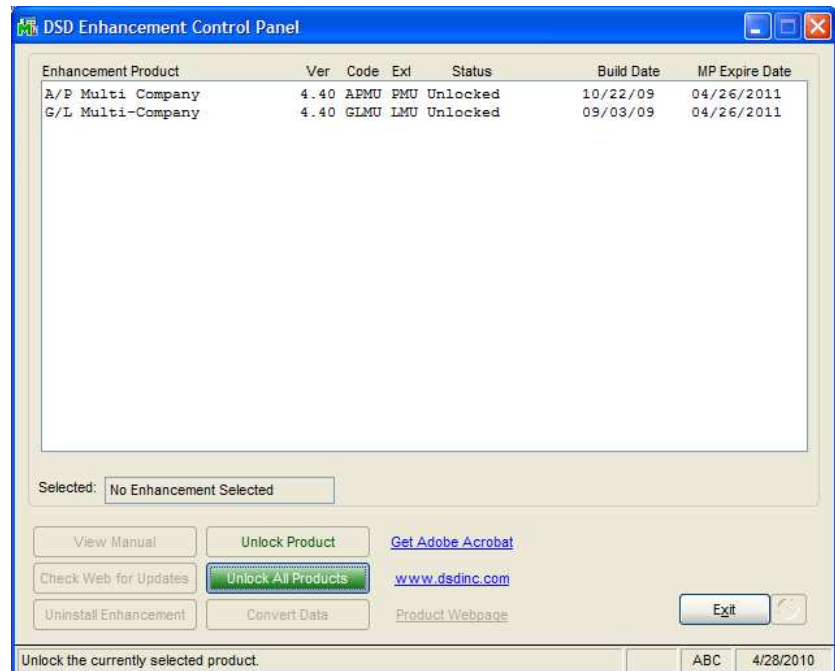 DSD Enhancement Control Panel
Enhancement Product Ver Code Ext Status Build Date MP Expire Date
A/P Multi Company 4.40 APMU PMU Unlocked 10/22/09 04/26/2011
G/L Multi-Company 4.40 GLMU LMU Unlocked 09/03/09 04/26/2011
Selected: No Enhancement Selected
View Manual Unlock Product Get Adobe Acrobat
Check Web for Updates Unlock All Products www.dsdinc.com
Uninstall Enhancement Convert Data Product Webpage Exit
Unlock the currently selected product. ABC 4/28/2010